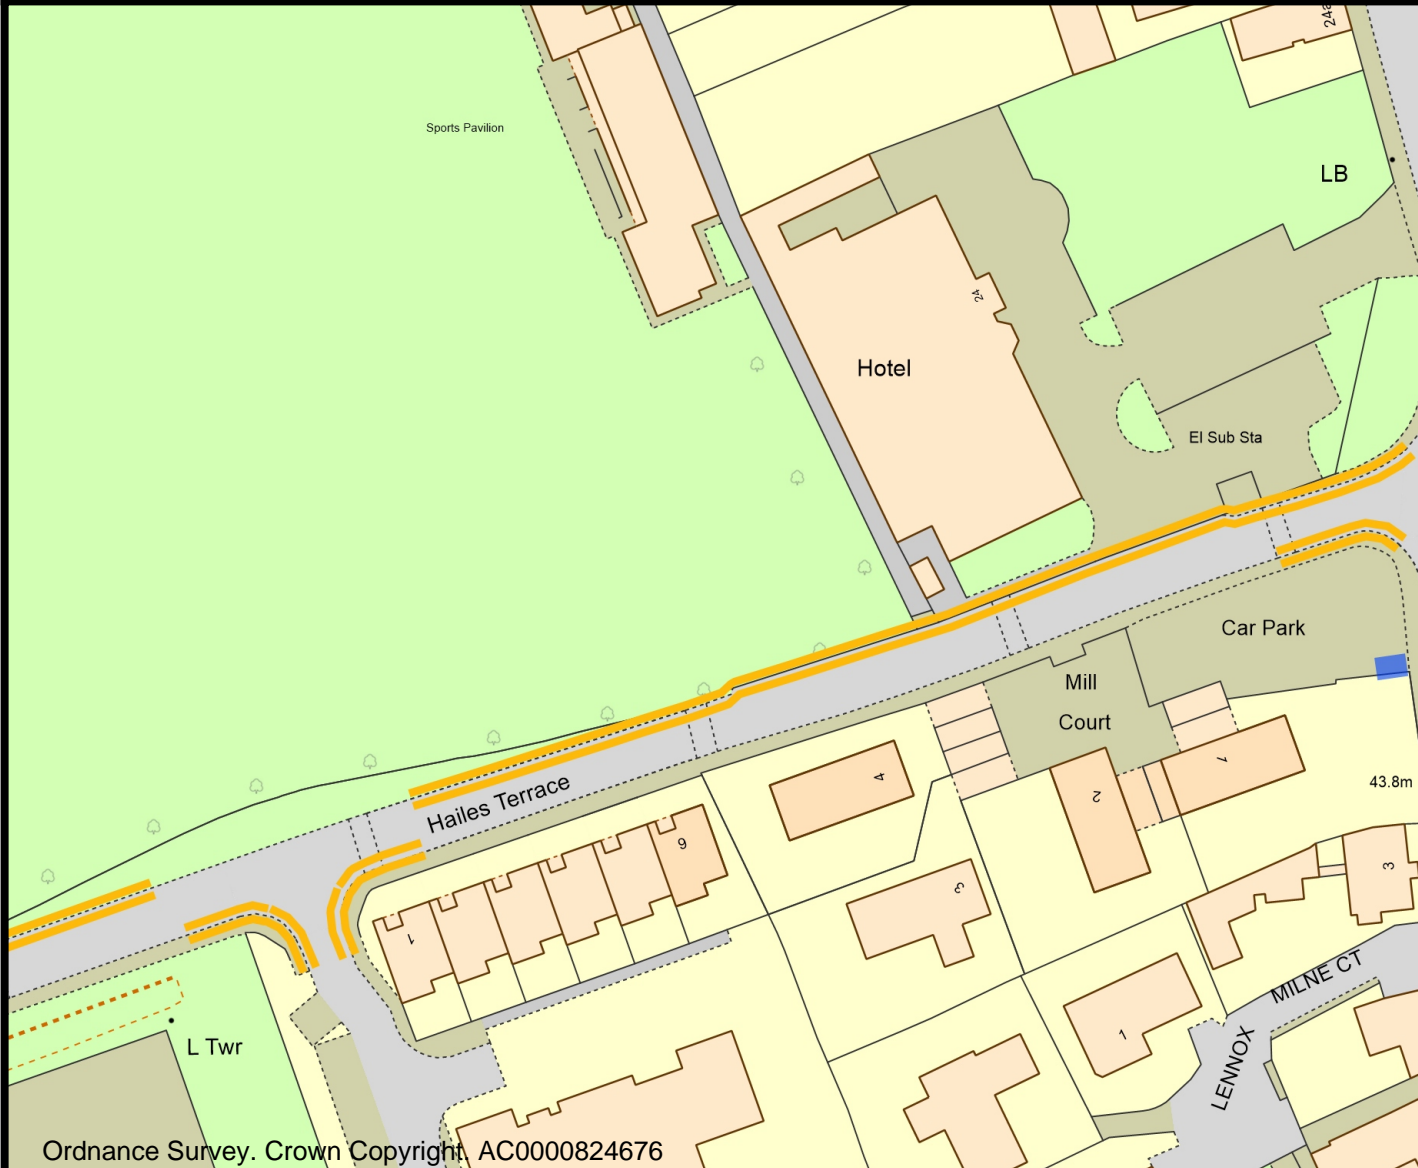 24a
Sports Pavilion
LB
24
Hotel
El Sub Sta
Car Park
Mill
Court
Hailes Terrace
4
2
1
43.8m
6
3
3
1
MILNE CT
LENNOX
1
L Twr
Ordnance Survey. Crown Copyright. AC0000824676